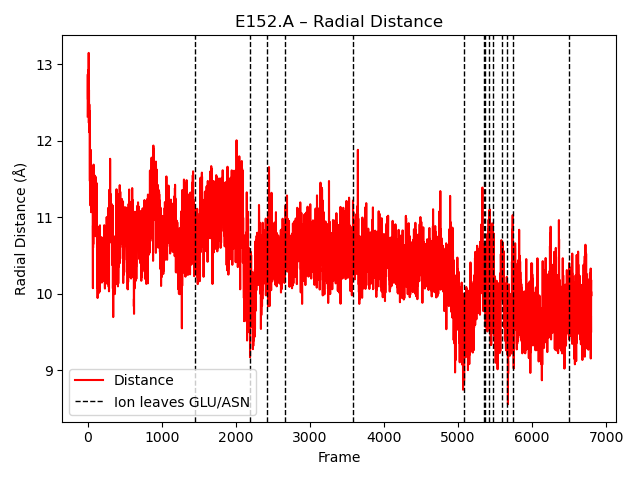 E152.A – Radial Distance
Radial Distance (Å)
13
12
11
10
9
Distance
Ion leaves GLU/ASN
0 1000 2000 3000 4000 5000 6000 7000
Frame